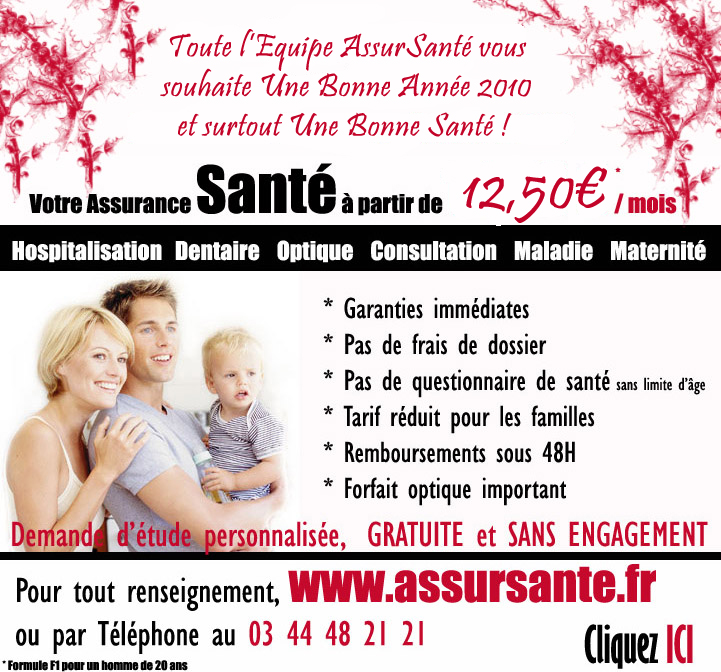 Toute l'Equipe AssurSanté vous
souhaite Une Bonne Année 2010
et surtout Une Bonne Santé !
Votre Assurance Santé à partir de 12,50€* / mois
Hospitalisation Dentaire Optique Consultation Maladie Maternité
* Garanties immédiates
* Pas de frais de dossier
* Pas de questionnaire de santé sans limite d'âge
* Tarif réduit pour les familles
* Remboursements sous 48H
* Forfait optique important
Demande d'étude personnalisée, GRATUITE et SANS ENGAGEMENT
Pour tout renseignement, www.assursante.fr
ou par Téléphone au 03 44 48 21 21
Cliquez ICI
* Formule F1 pour un homme de 20 ans